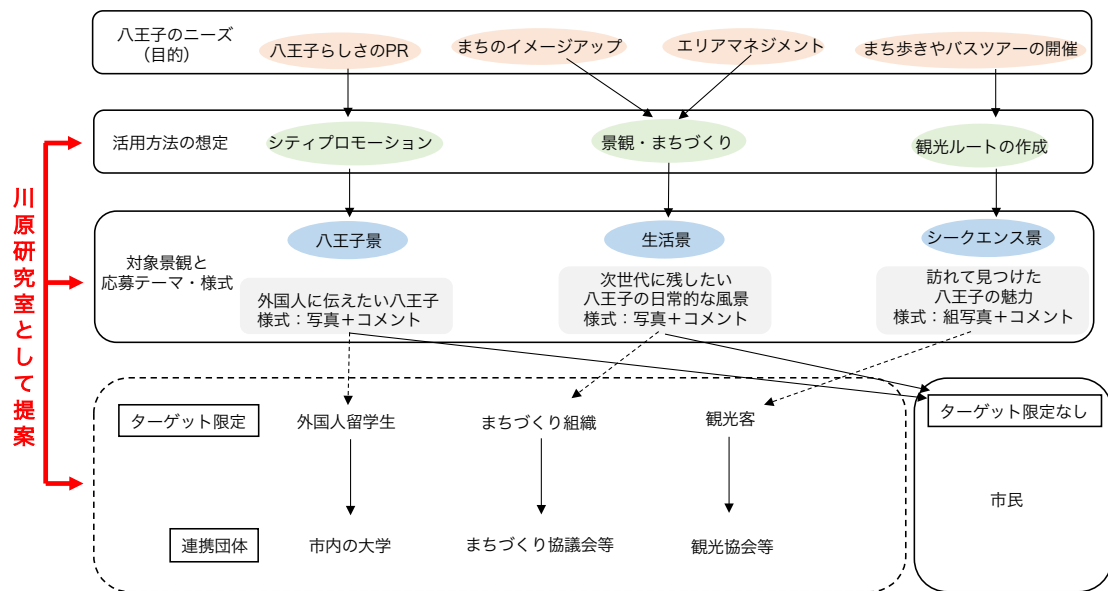 八王子のニーズ
（目的）
八王子らしさのPR
まちのイメージアップ
エリアマネジメント
まち歩きやバスツアーの開催
活用方法の想定
シティプロモーション
景観・まちづくり
観光ルートの作成
川原研究室として提案
対象景観と
応募テーマ・様式
八王子景
生活景
シークエンス景
外国人に伝えたい八王子
様式：写真＋コメント
次世代に残したい
八王子の日常的な風景
様式：写真＋コメント
訪れて見つけた
八王子の魅力
様式：組写真＋コメント
ターゲット限定
外国人留学生
まちづくり組織
観光客
ターゲット限定なし
市民
連携団体
市内の大学
まちづくり協議会等
観光協会等